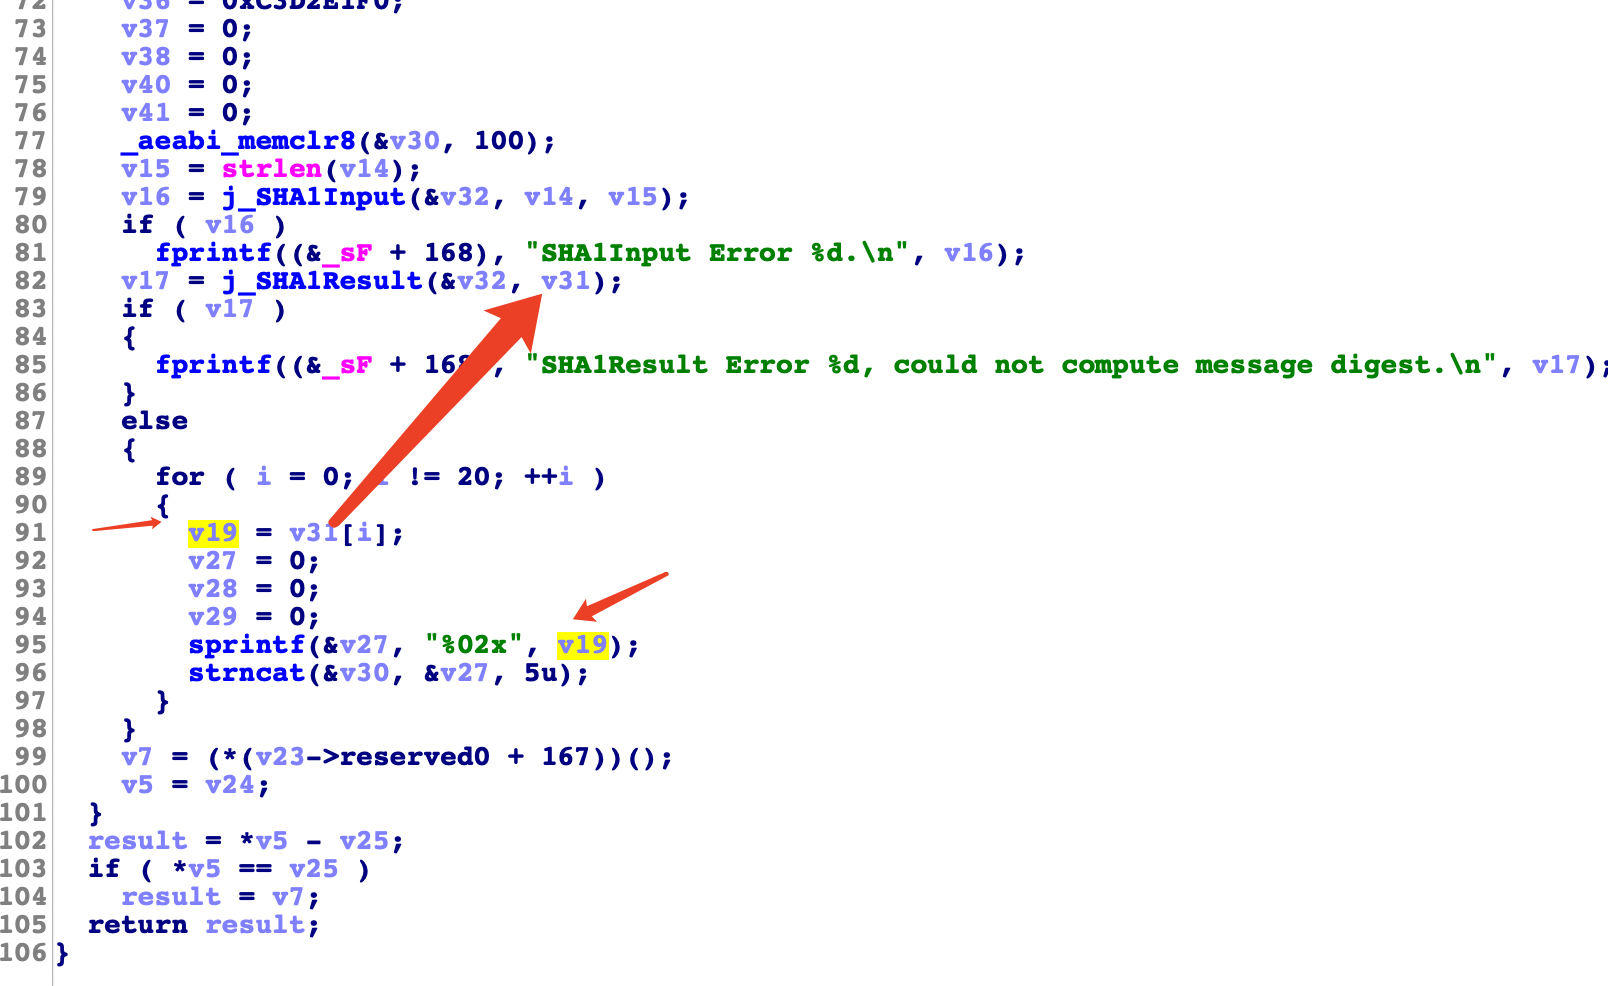 72 v36 = 0xC3D2E1F0;
73 v37 = 0;
74 v38 = 0;
75 v40 = 0;
76 v41 = 0;
77 _aeabi_memclr8(&v30, 100);
78 v15 = strlen(v14);
79 v16 = j_SHA1Input(&v32, v14, v15);
80 if ( v16 )
81 fprintf((&_sF + 168), "SHA1Input Error %d.\n", v16);
82 v17 = j_SHA1Result(&v32, v31);
83 if ( v17 )
84 {
85 fprintf((&_sF + 168), "SHA1Result Error %d, could not compute message digest.\n", v17);
86 }
87 else
88 {
89 for ( i = 0; i != 20; ++i )
90 {
91 v19 = v31[i];
92 v27 = 0;
93 v28 = 0;
94 v29 = 0;
95 sprintf(&v27, "%02x", v19);
96 strncat(&v30, &v27, 5u);
97 }
98 }
99 v7 = (*(v23->reserved0 + 167))();
100 v5 = v24;
101 }
102 result = *v5 - v25;
103 if ( *v5 == v25 )
104 result = v7;
105 return result;
106 }